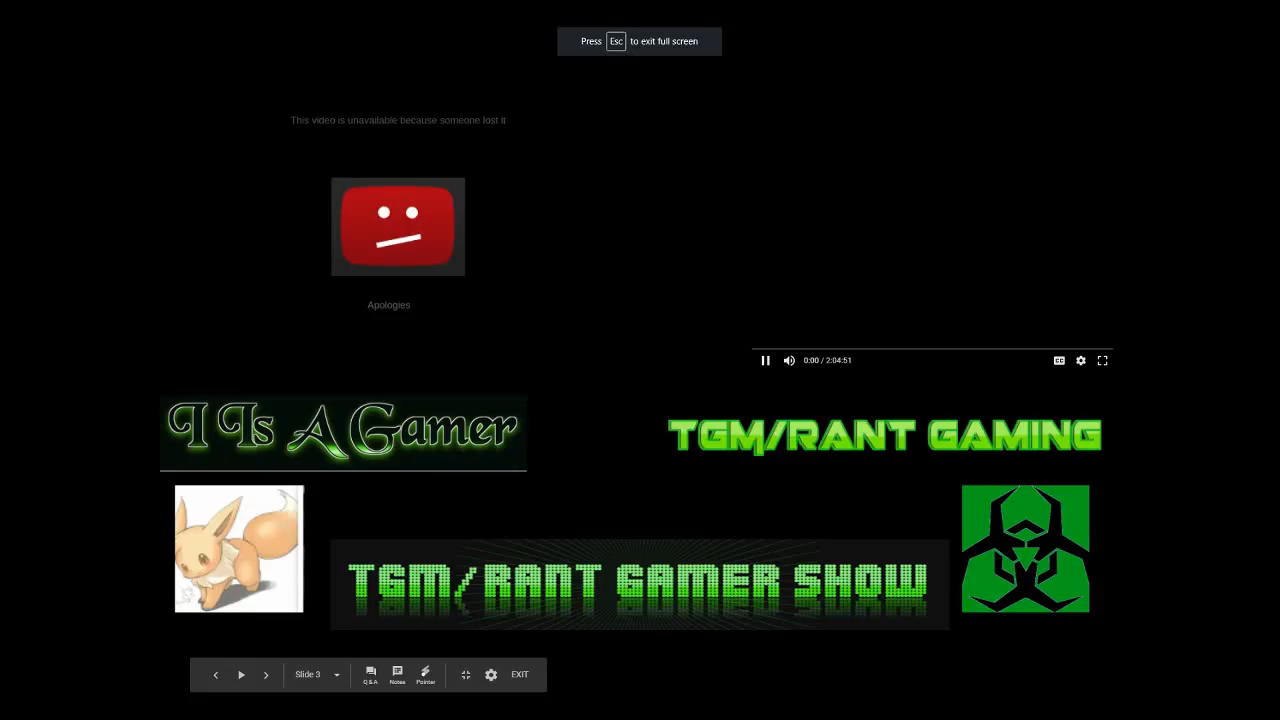 Press Esc to exit full screen
This video is unavailable because someone lost it
Apologies
0:00 / 2:04:51
CC
I Is A Gamer
TGM/RANT GAMING
TGM/RANT GAMER SHOW
Slide 3
Q&A
Notes
Pointer
EXIT